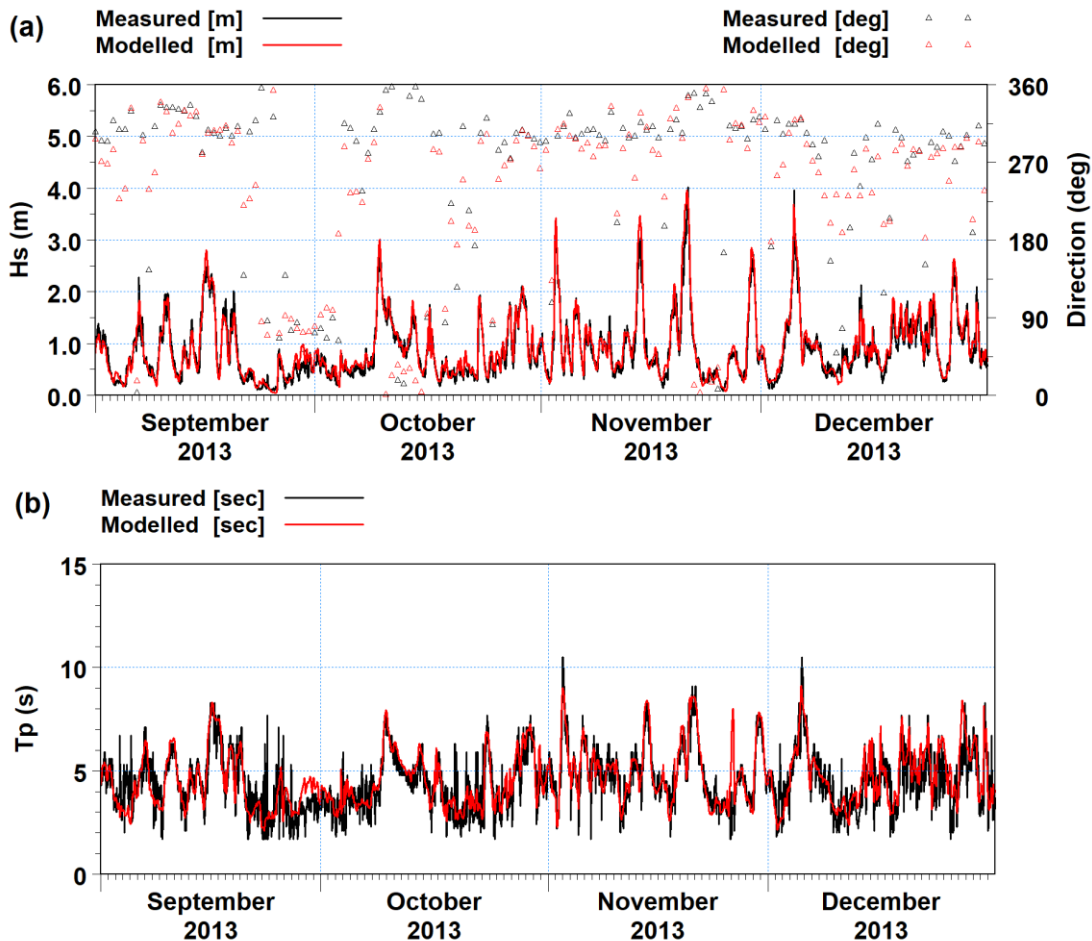 (a)
Measured [m]
Modelled [m]
Measured [deg]
Modelled [deg]
6.0
5.0
4.0
3.0
2.0
1.0
0.0
Hs (m)
360
270
180
90
0
Direction (deg)
September
2013
October
2013
November
2013
December
2013
(b)
Measured [sec]
Modelled [sec]
15
10
5
0
Tp (s)
September
2013
October
2013
November
2013
December
2013